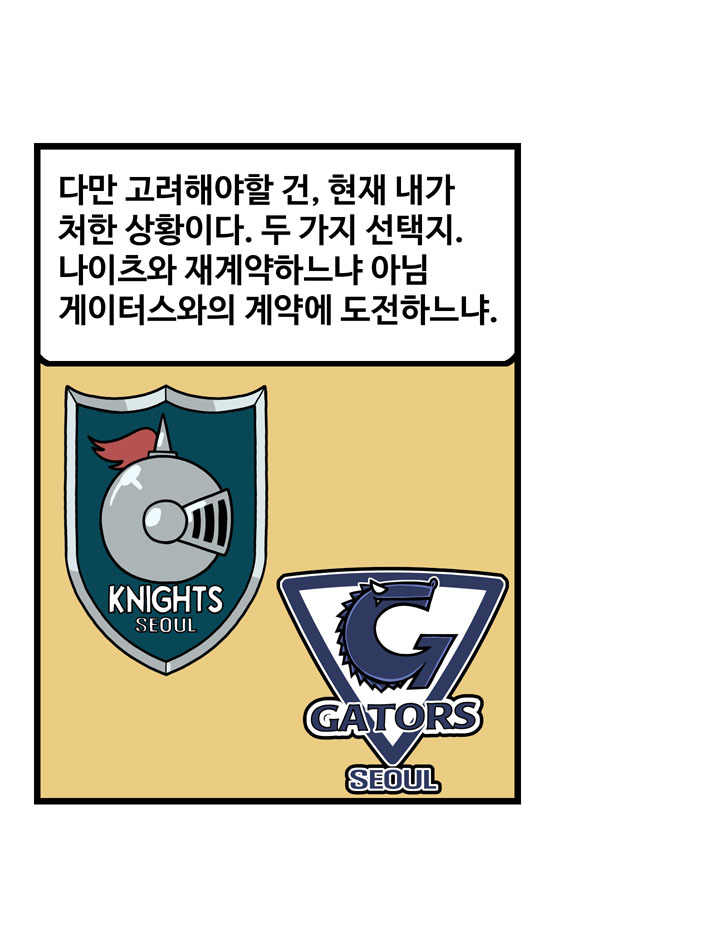 다만 고려해야할 건, 현재 내가
처한 상황이다. 두 가지 선택지.
나이츠와 재계약하느냐 아님
게이터스와의 계약에 도전하느냐.
KNIGHTS
SEOUL
G
GATORS
SEOUL